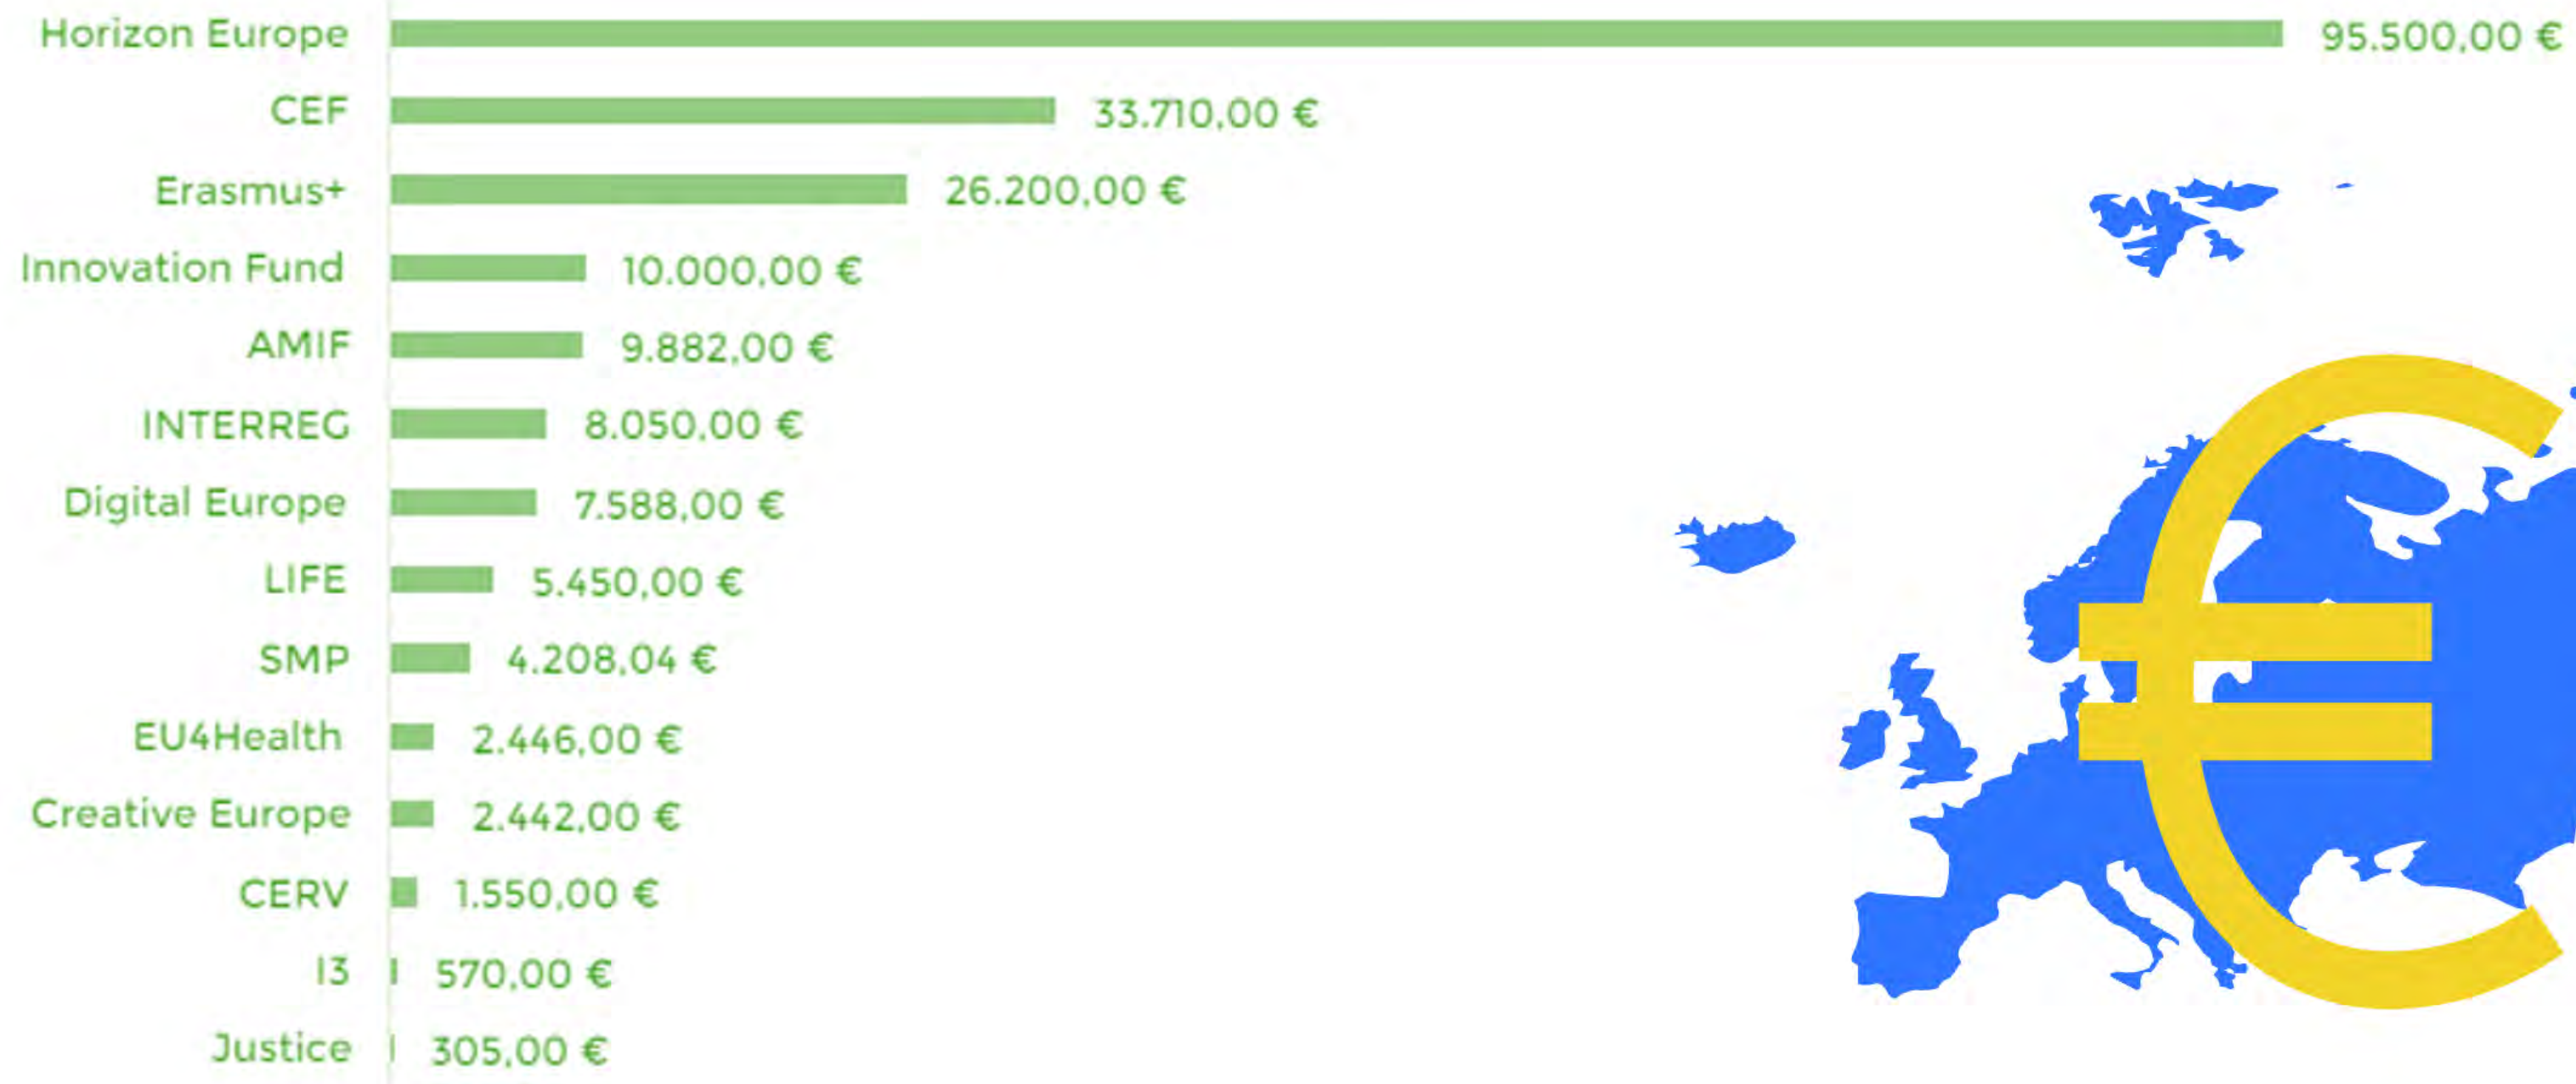 Horizon Europe 95.500,00 €
CEF 33.710,00 €
Erasmus+ 26.200,00 €
Innovation Fund 10.000,00 €
AMIF 9.882,00 €
INTERREG 8.050,00 €
Digital Europe 7.588,00 €
LIFE 5.450,00 €
SMP 4.208,04 €
EU4Health 2.446,00 €
Creative Europe 2.442,00 €
CERV 1.550,00 €
I3 570,00 €
Justice 305,00 €
€